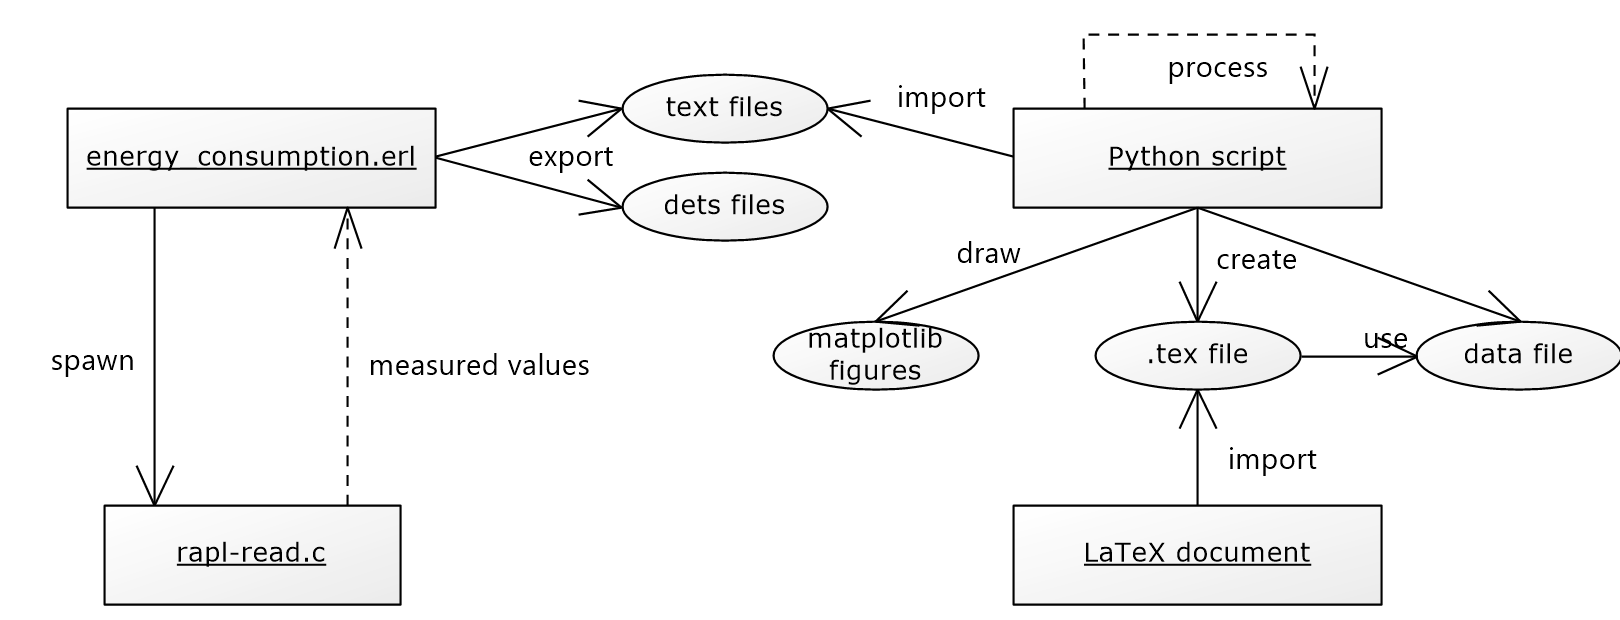 process
import
text files
energy_consumption.erl
export
Python script
dets files
draw
create
matplotlib
figures
.tex file
use
data file
spawn
measured values
import
rapl-read.c
LaTeX document